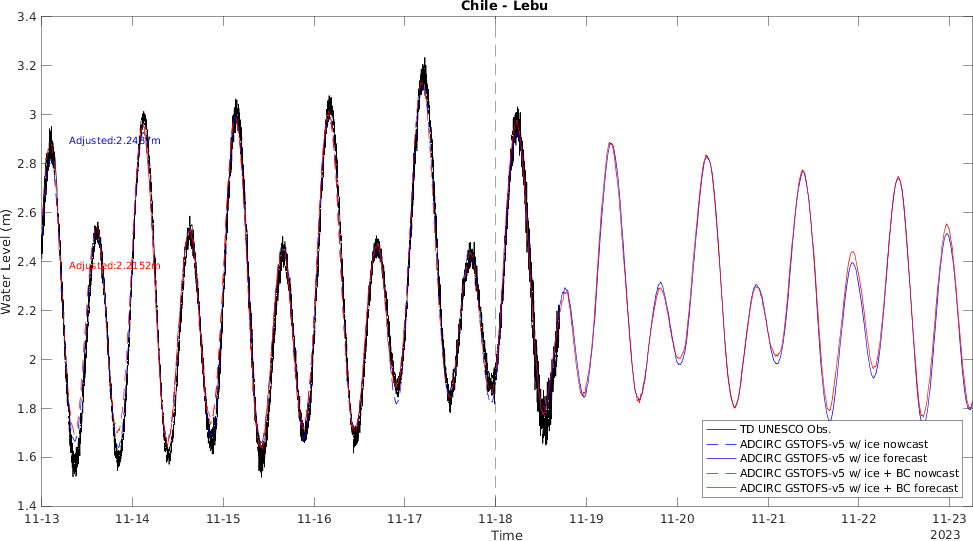 Chile - Lebu
3.4
3.2
3
2.8
2.6
2.4
2.2
2
1.8
1.6
1.4
Water Level (m)
Adjusted:2.2497m
Adjusted:2.2152m
TD UNESCO Obs.
ADCIRC GSTOFS-v5 w/ ice nowcast
ADCIRC GSTOFS-v5 w/ ice forecast
ADCIRC GSTOFS-v5 w/ ice + BC nowcast
ADCIRC GSTOFS-v5 w/ ice + BC forecast
11-13 11-14 11-15 11-16 11-17 11-18 11-19 11-20 11-21 11-22 11-23
Time
2023